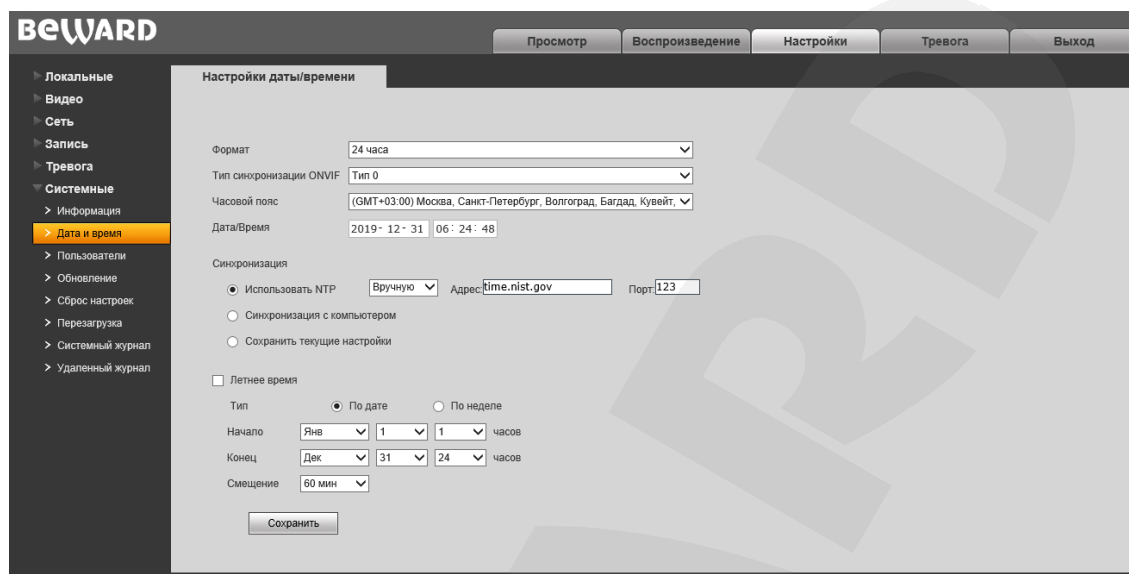 BEWARD
Просмотр Воспроизведение Настройки Тревога Выход
Локальные
Видео
Сеть
Запись
Тревога
Системные
Информация
Дата и время
Пользователи
Обновление
Сброс настроек
Перезагрузка
Системный журнал
Удаленный журнал
Настройки даты/времени
Формат 24 часа
Тип синхронизации ONVIF Тип 0
Часовой пояс (GMT+03:00) Москва, Санкт-Петербург, Волгоград, Багдад, Кувейт,
Дата/Время 2019- 12- 31 06: 24: 48
Синхронизация
Использовать NTP Вручную Адрес: time.nist.gov Порт: 123
Синхронизация с компьютером
Сохранить текущие настройки
Летнее время
Тип По дате По неделе
Начало Янв 1 1 часов
Конец Дек 31 24 часов
Смещение 60 мин
Сохранить